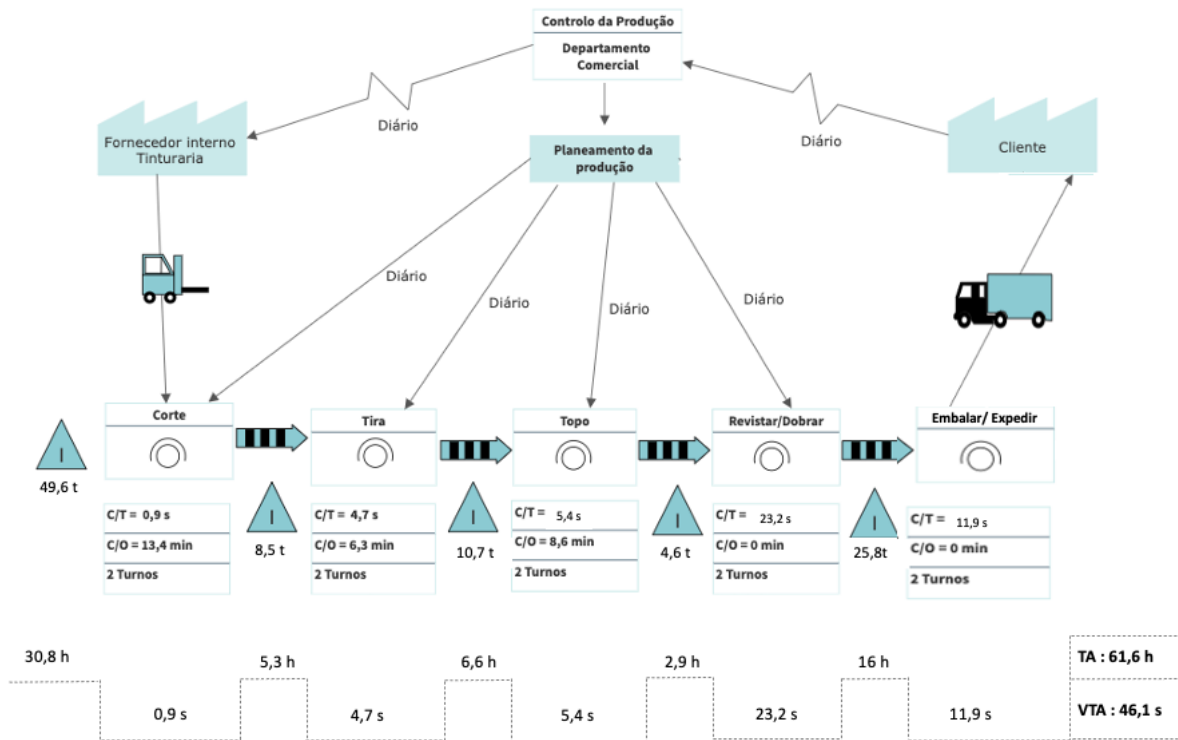 Controlo da Produção
Departamento
Comercial
Diário
Diário
Fornecedor interno
Tinturaria
Planeamento da
produção
Cliente
Diário
Diário
Diário
Diário
Corte
Tira
Topo
Revistar/Dobrar
Embalar/ Expedir
I
49,6 t
I
8,5 t
I
10,7 t
I
4,6 t
I
25,8t
C/T = 0,9 s
C/O = 13,4 min
2 Turnos
C/T = 4,7 s
C/O = 6,3 min
2 Turnos
C/T = 5,4 s
C/O = 8,6 min
2 Turnos
C/T = 23,2 s
C/O = 0 min
2 Turnos
C/T = 11,9 s
C/O = 0 min
2 Turnos
30,8 h
5,3 h
6,6 h
2,9 h
16 h
TA : 61,6 h
0,9 s
4,7 s
5,4 s
23,2 s
11,9 s
VTA : 46,1 s